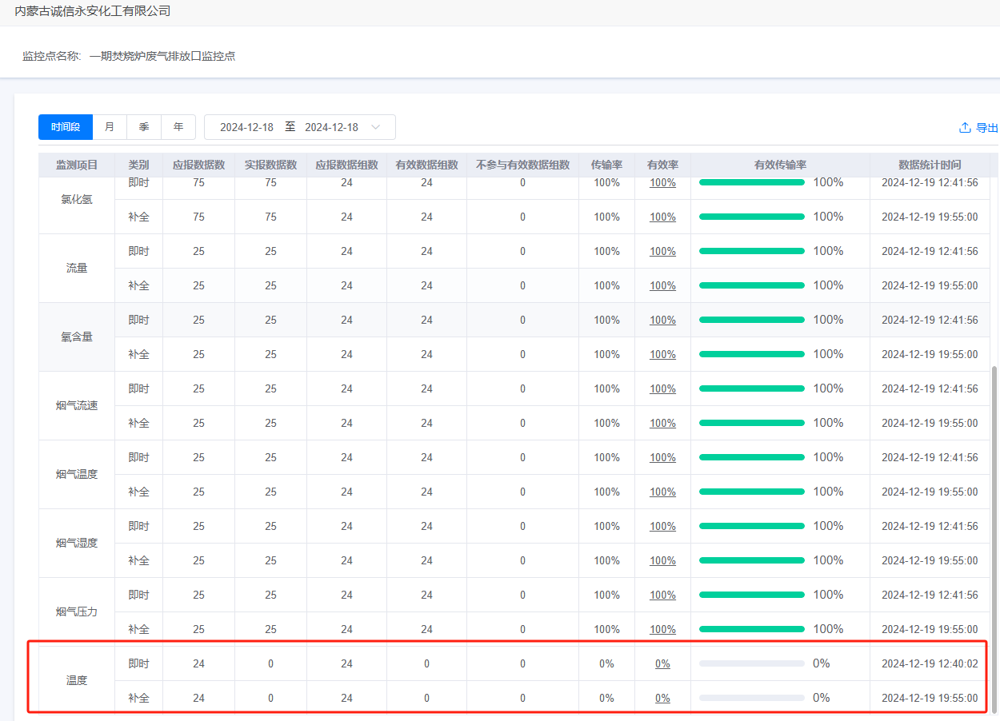 内蒙古诚信永安化工有限公司
监控点名称: 一期焚烧炉废气排放口监控点
时间段 月 季 年 2024-12-18 至 2024-12-18 导出
监测项目 类别 应报数据数 实报数据数 应报数据组数 有效数据组数 不参与有效数据组数 传输率 有效率 有效传输率 数据统计时间
氯化氢
即时 75 75 24 24 0 100% 100% 100% 2024-12-19 12:41:56
补全 75 75 24 24 0 100% 100% 100% 2024-12-19 19:55:00
流量
即时 25 25 24 24 0 100% 100% 100% 2024-12-19 12:41:56
补全 25 25 24 24 0 100% 100% 100% 2024-12-19 19:55:00
氧含量
即时 25 25 24 24 0 100% 100% 100% 2024-12-19 12:41:56
补全 25 25 24 24 0 100% 100% 100% 2024-12-19 19:55:00
烟气流速
即时 25 25 24 24 0 100% 100% 100% 2024-12-19 12:41:56
补全 25 25 24 24 0 100% 100% 100% 2024-12-19 19:55:00
烟气温度
即时 25 25 24 24 0 100% 100% 100% 2024-12-19 12:41:56
补全 25 25 24 24 0 100% 100% 100% 2024-12-19 19:55:00
烟气湿度
即时 25 25 24 24 0 100% 100% 100% 2024-12-19 12:41:56
补全 25 25 24 24 0 100% 100% 100% 2024-12-19 19:55:00
烟气压力
即时 25 25 24 24 0 100% 100% 100% 2024-12-19 12:41:56
补全 25 25 24 24 0 100% 100% 100% 2024-12-19 19:55:00
温度
即时 24 0 24 0 0 0% 0% 0% 2024-12-19 12:40:02
补全 24 0 24 0 0 0% 0% 0% 2024-12-19 19:55:00